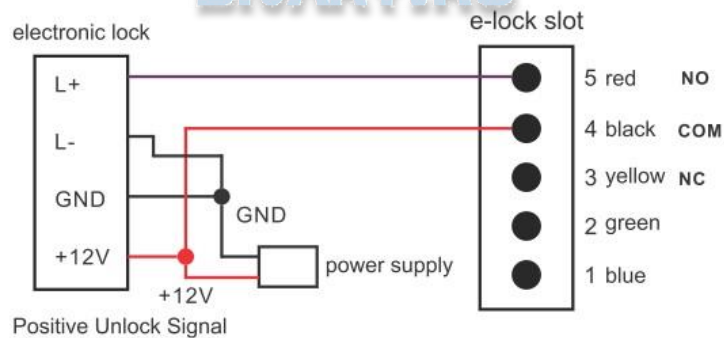 e-lock slot
electronic lock
L+
L-
GND
+12V
GND
+12V
power supply
Positive Unlock Signal
5 red NO
4 black COM
3 yellow NC
2 green
1 blue